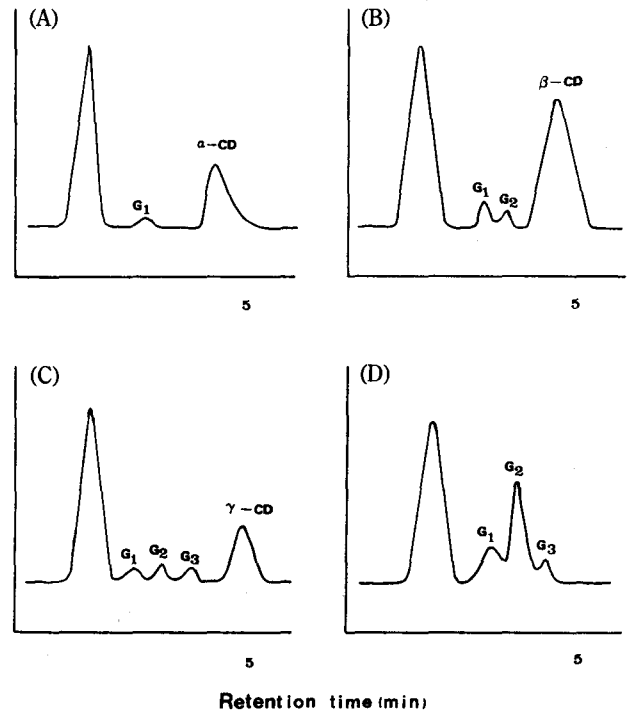 (A)
(B)
α-CD
G1
β-CD
G1
G2
5
5
(C)
(D)
G1
G2
G3
γ-CD
G1
G2
G3
5
5
Retention time (min)